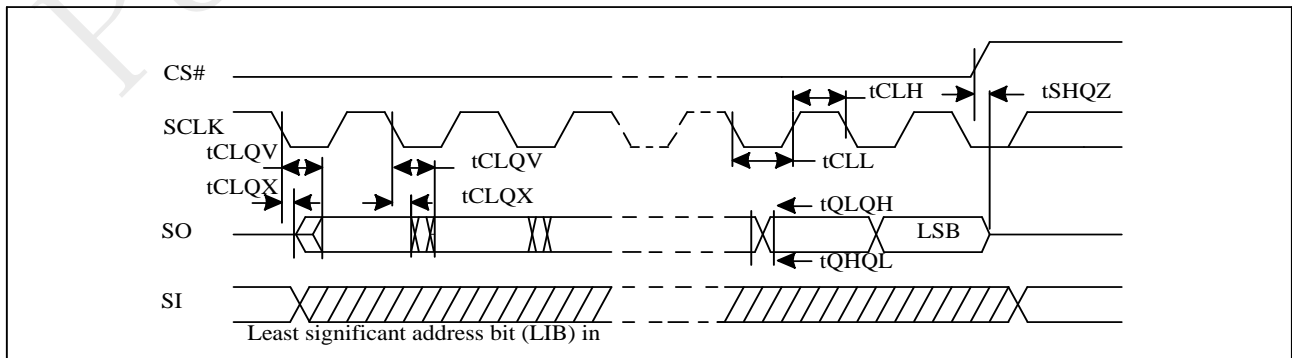 CS#
tCLH
tSHQZ
SCLK
tCLQV
tCLQV
tCLL
tCLQX
tCLQX
tQLQH
SO
LSB
tQHQL
SI
Least significant address bit (LIB) in